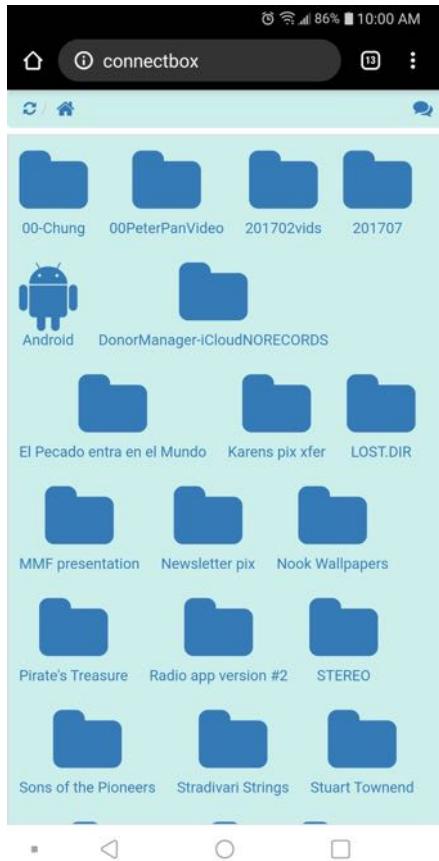 86% 10:00 AM
connectbox 13
/
00-Chung 00PeterPanVideo 201702vids 201707
Android DonorManager-iCloudNORECORDS
El Pecado entra en el Mundo Karens pix xfer LOST.DIR
MMF presentation Newsletter pix Nook Wallpapers
Pirate's Treasure Radio app version #2 STEREO
Sons of the Pioneers Stradivari Strings Stuart Townend